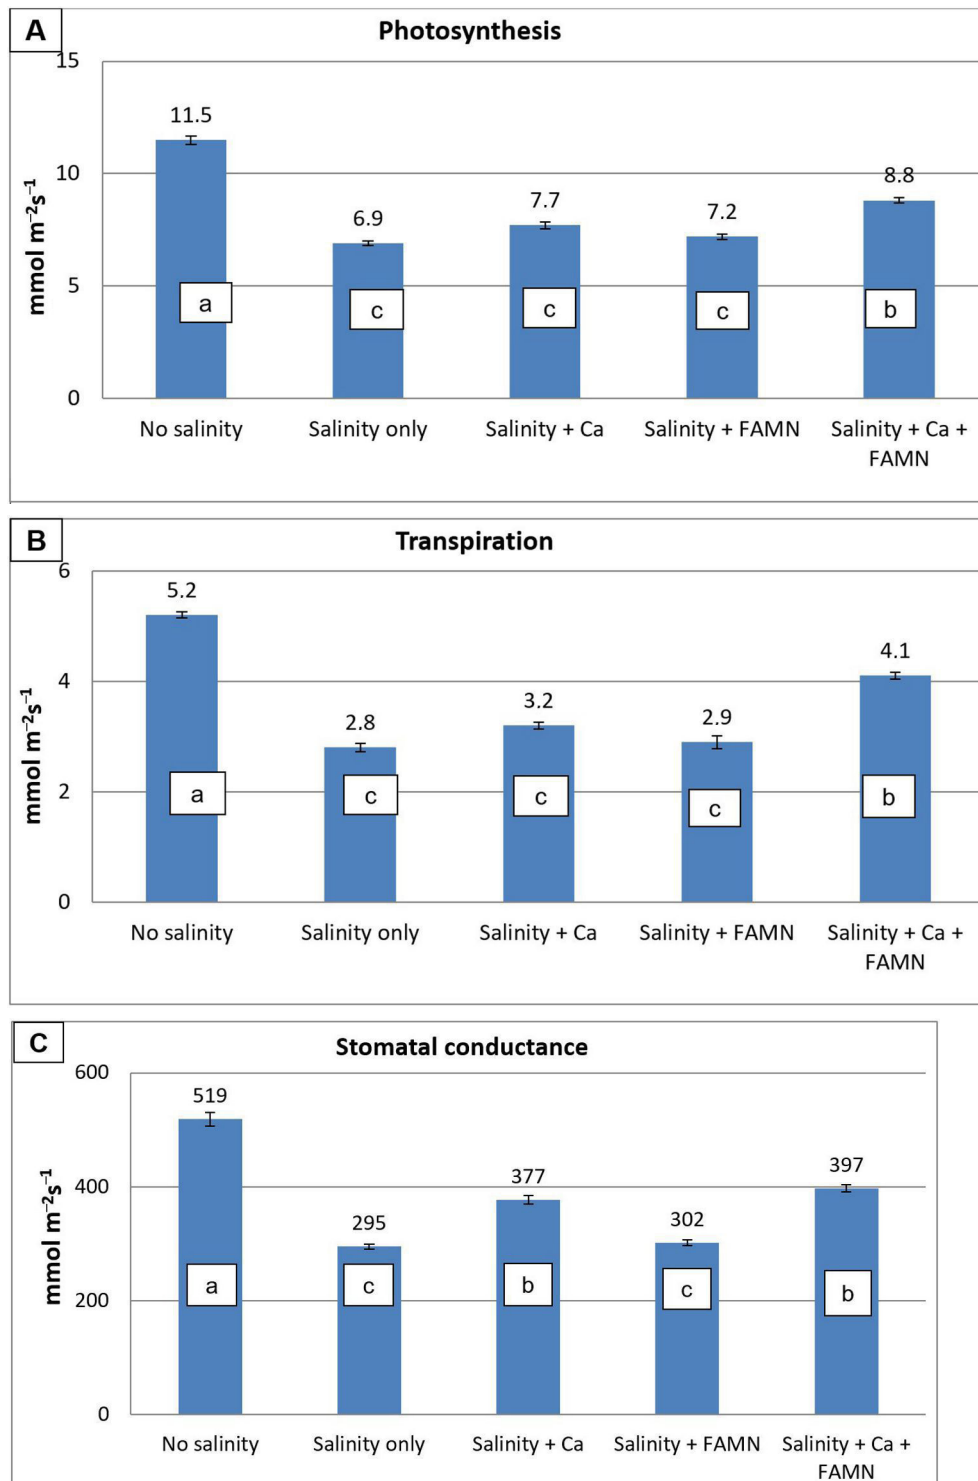 A
Photosynthesis
mmol m⁻²s⁻¹
15
10
5
0
11.5
6.9
7.7
7.2
8.8
a
c
c
c
b
No salinity
Salinity only
Salinity + Ca
Salinity + FAMN
Salinity + Ca +
FAMN
B
Transpiration
mmol m⁻²s⁻¹
6
4
2
0
5.2
2.8
3.2
2.9
4.1
a
c
c
c
b
No salinity
Salinity only
Salinity + Ca
Salinity + FAMN
Salinity + Ca +
FAMN
C
Stomatal conductance
mmol m⁻²s⁻¹
600
400
200
0
519
295
377
302
397
a
c
b
c
b
No salinity
Salinity only
Salinity + Ca
Salinity + FAMN
Salinity + Ca +
FAMN